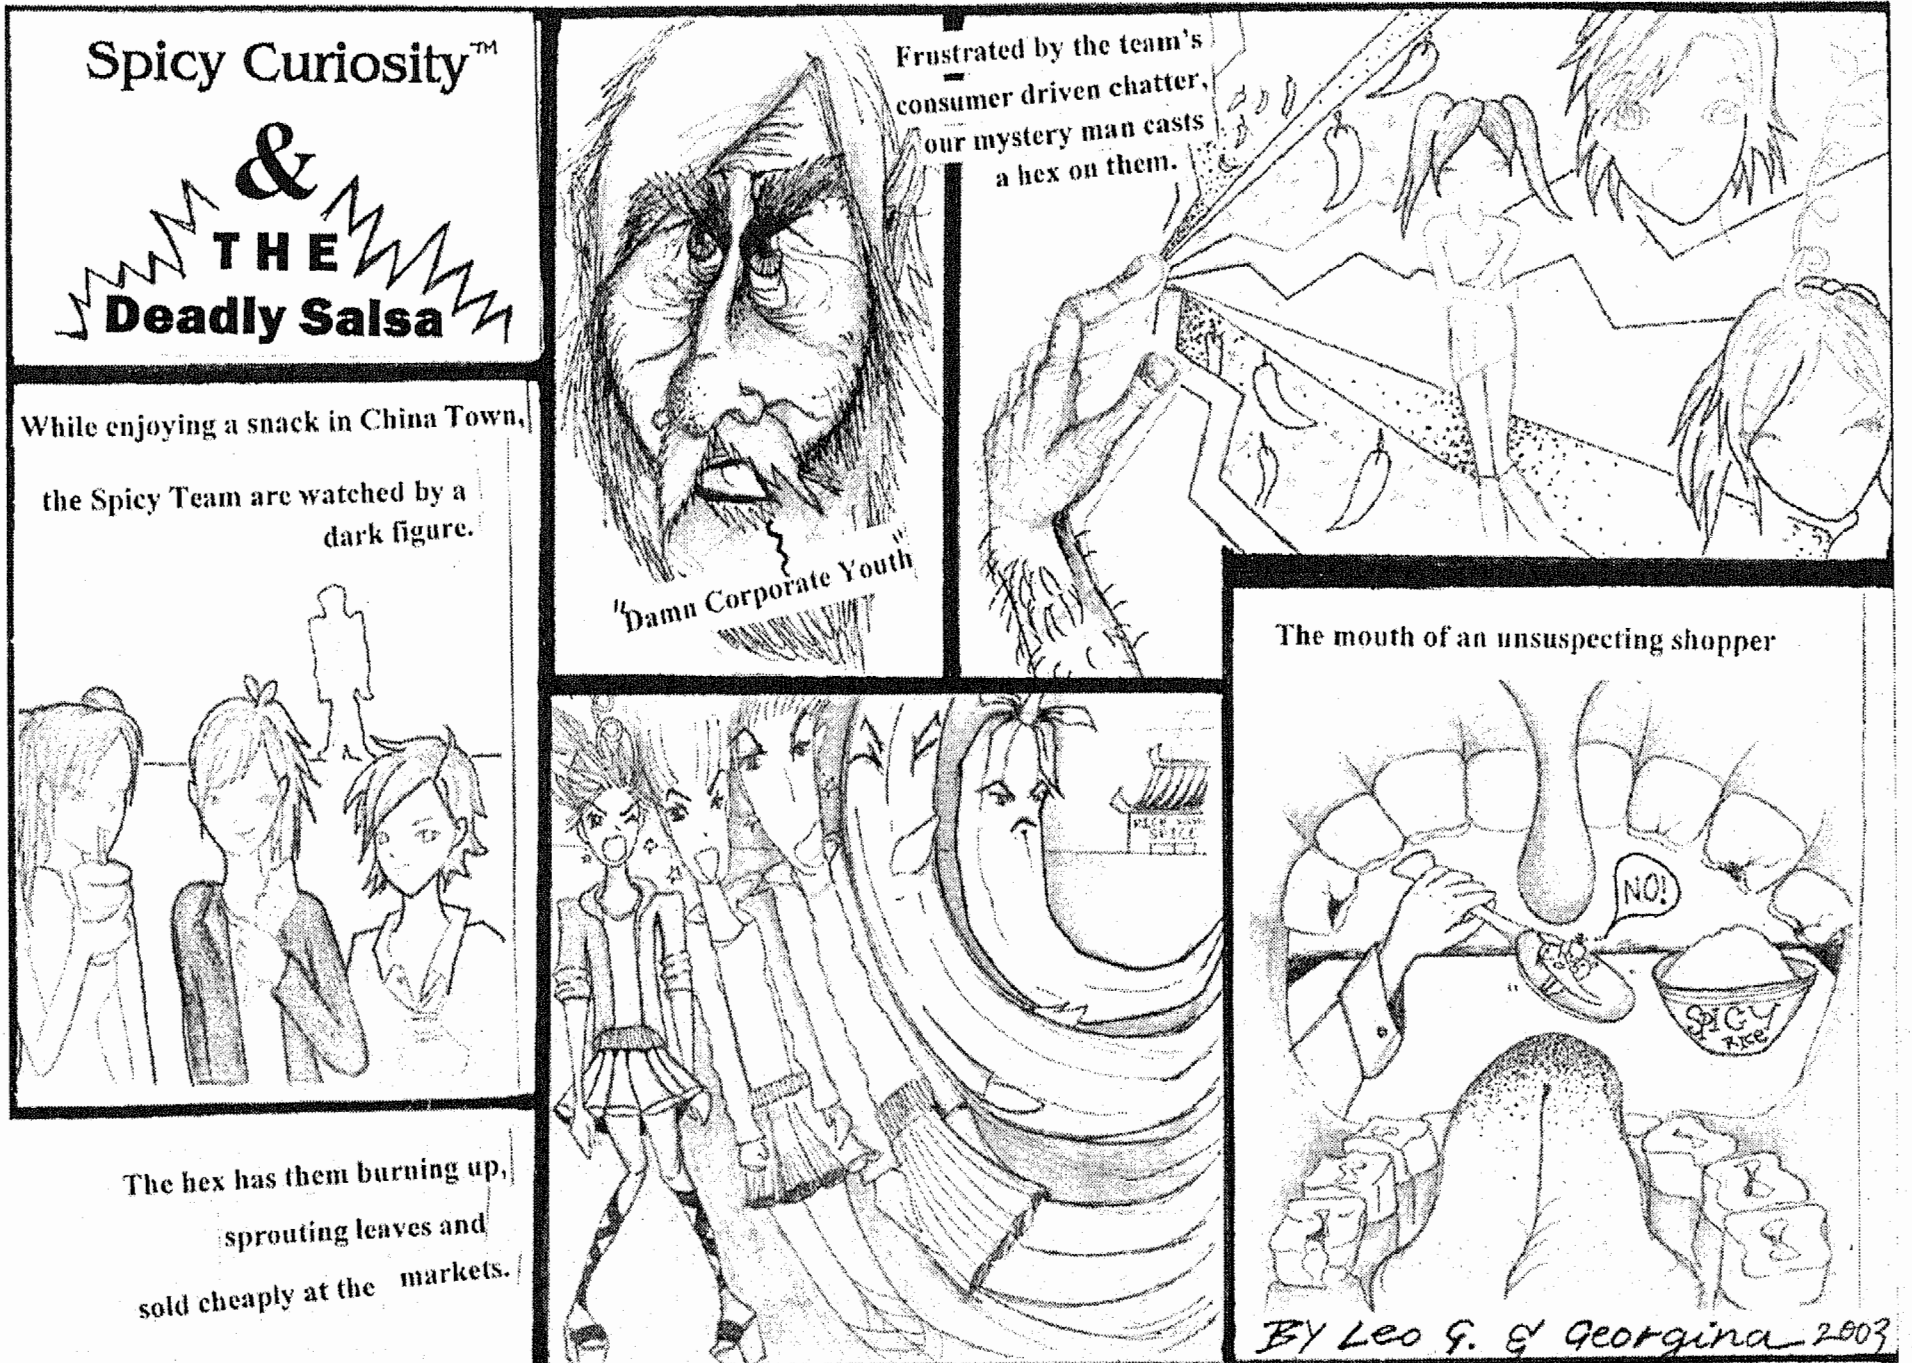 Spicy Curiosity™
&
THE
Deadly Salsa
While enjoying a snack in China Town,
the Spicy Team are watched by a
dark figure.
"Damn Corporate Youth"
Frustrated by the team's
consumer driven chatter,
our mystery man casts
a hex on them.
The hex has them burning up,
sprouting leaves and
sold cheaply at the markets.
SPICE
The mouth of an unsuspecting shopper
NO!
SPICY
RICE
BY Leo G. & Georgina 2003